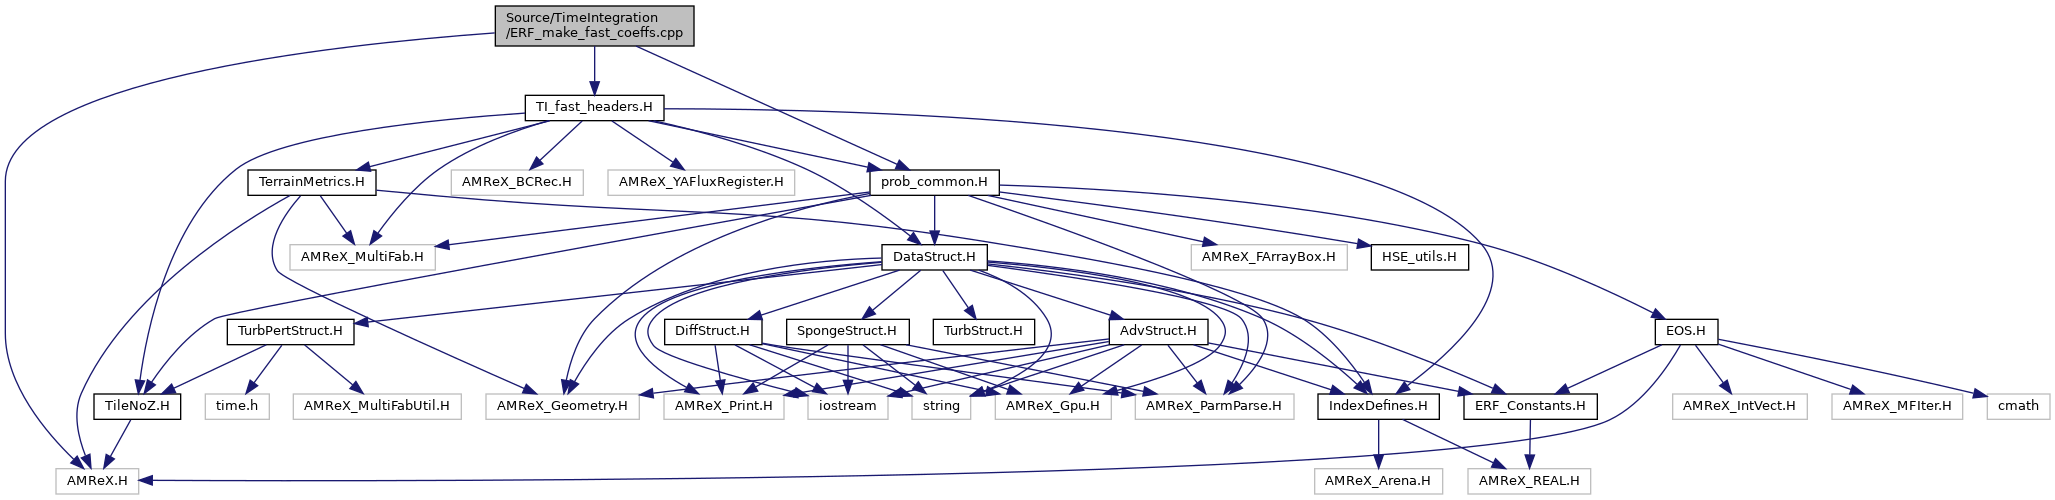 Source/TimeIntegration
/ERF_make_fast_coeffs.cpp
TI_fast_headers.H
TerrainMetrics.H
AMReX_BCRec.H
AMReX_YAFluxRegister.H
prob_common.H
AMReX_MultiFab.H
DataStruct.H
AMReX_FArrayBox.H
HSE_utils.H
TurbPertStruct.H
DiffStruct.H
SpongeStruct.H
TurbStruct.H
AdvStruct.H
EOS.H
TileNoZ.H
time.h
AMReX_MultiFabUtil.H
AMReX_Geometry.H
AMReX_Print.H
iostream
string
AMReX_Gpu.H
AMReX_ParmParse.H
IndexDefines.H
ERF_Constants.H
AMReX_IntVect.H
AMReX_MFIter.H
cmath
AMReX.H
AMReX_Arena.H
AMReX_REAL.H